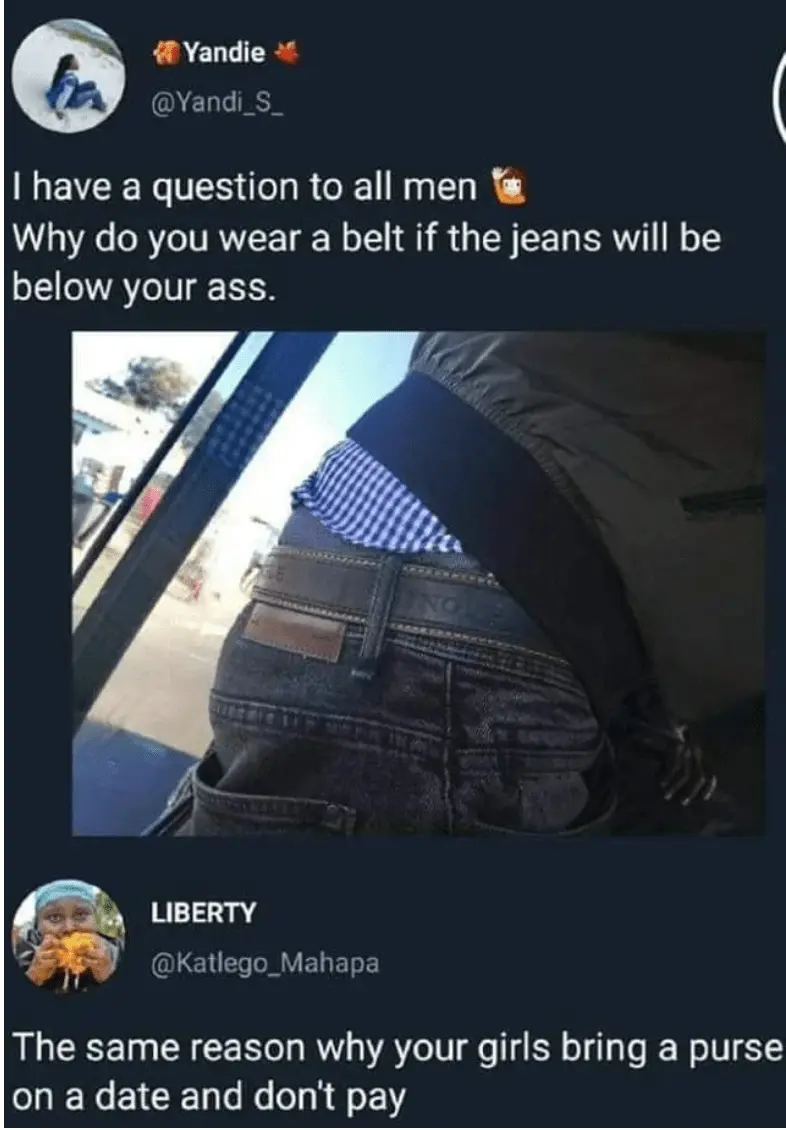 Yandie
@Yandi_S_
I have a question to all men
Why do you wear a belt if the jeans will be
below your ass.
NO
LIBERTY
@Katlego_Mahapa
The same reason why your girls bring a purse
on a date and don't pay